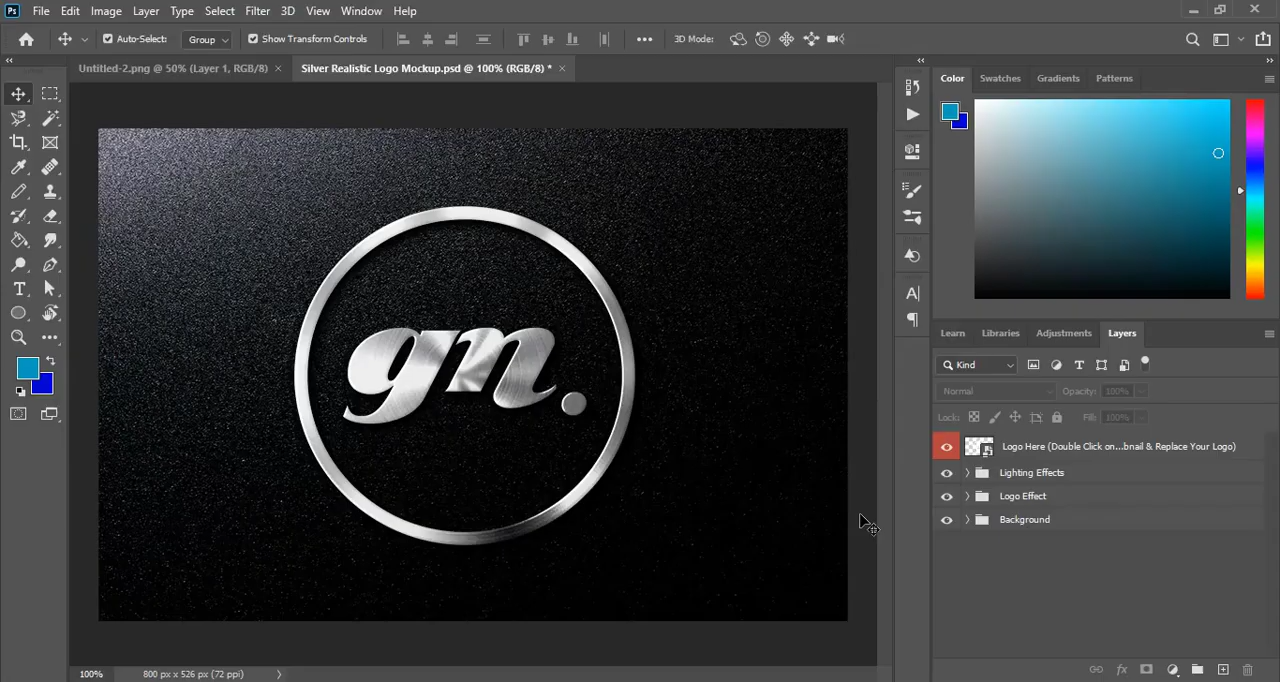 Ps File Edit Image Layer Type Select Filter 3D View Window Help
Auto-Select: Group Show Transform Controls 3D Mode:
Untitled-2.png @ 50% (Layer 1, RGB/8) × Silver Realistic Logo Mockup.psd @ 100% (RGB/8) * ×
Color Swatches Gradients Patterns
gn.
Learn Libraries Adjustments Layers
Kind
Normal Opacity: 100%
Lock: Fill: 100%
Logo Here (Double Click on...bnail & Replace Your Logo)
Lighting Effects
Logo Effect
Background
100% 800 px x 526 px (72 ppi)